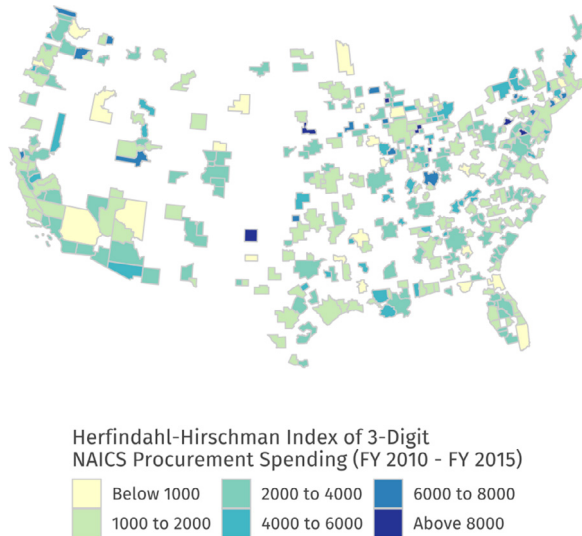 Herfindahl-Hirschman Index of 3-Digit
NAICS Procurement Spending (FY 2010 - FY 2015)
Below 1000
2000 to 4000
6000 to 8000
1000 to 2000
4000 to 6000
Above 8000